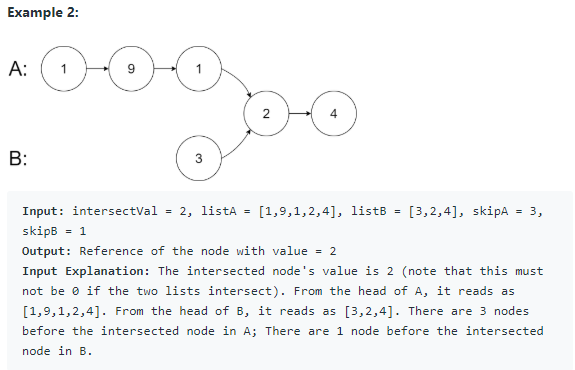 Example 2:
A: 1 9 1
2 4
B: 3
Input: intersectVal = 2, listA = [1,9,1,2,4], listB = [3,2,4], skipA = 3,
skipB = 1
Output: Reference of the node with value = 2
Input Explanation: The intersected node's value is 2 (note that this must
not be 0 if the two lists intersect). From the head of A, it reads as
[1,9,1,2,4]. From the head of B, it reads as [3,2,4]. There are 3 nodes
before the intersected node in A; There are 1 node before the intersected
node in B.